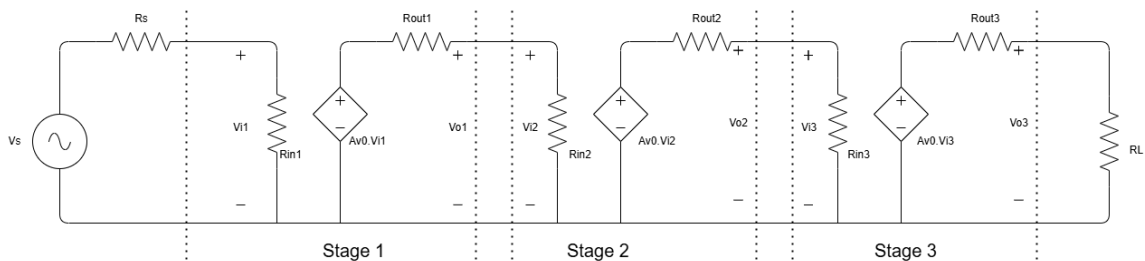 Rs
Rout1
Rout2
Rout3
+
+
+
+
+
+
+
+
+
Vs
Vi1
Rin1
−
Av0.Vi1
Vo1
Vi2
Rin2
−
Av0.Vi2
Vo2
Vi3
Rin3
−
Av0.Vi3
Vo3
RL
−
−
−
−
−
−
Stage 1
Stage 2
Stage 3